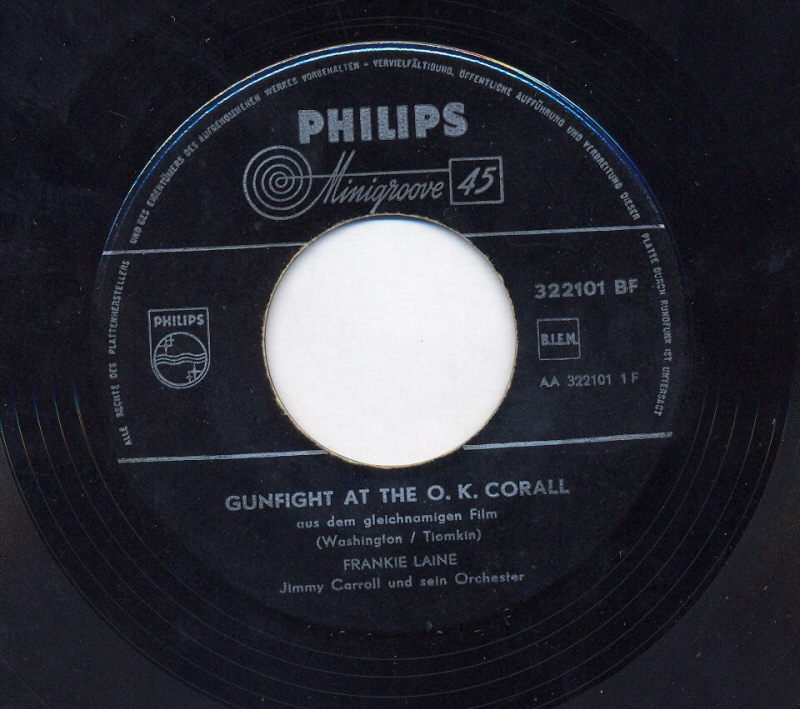 ALLE RECHTE DES PLATTENHERSTELLERS UND DES EIGENTÜMERS DES AUFGENOMMENEN WERKES VORBEHALTEN - VERVIELFÄLTIGUNG, ÖFFENTLICHE AUFFÜHRUNG UND VERBREITUNG DIESER PLATTE DURCH RUNDFUNK IST UNTERSAGT
PHILIPS
Minigroove 45
322101 BF
PHILIPS
B.I.E.M.
AA 322101 1 F
GUNFIGHT AT THE O. K. CORALL
aus dem gleichnamigen Film
(Washington / Tiomkin)
FRANKIE LAINE
Jimmy Carroll und sein Orchester